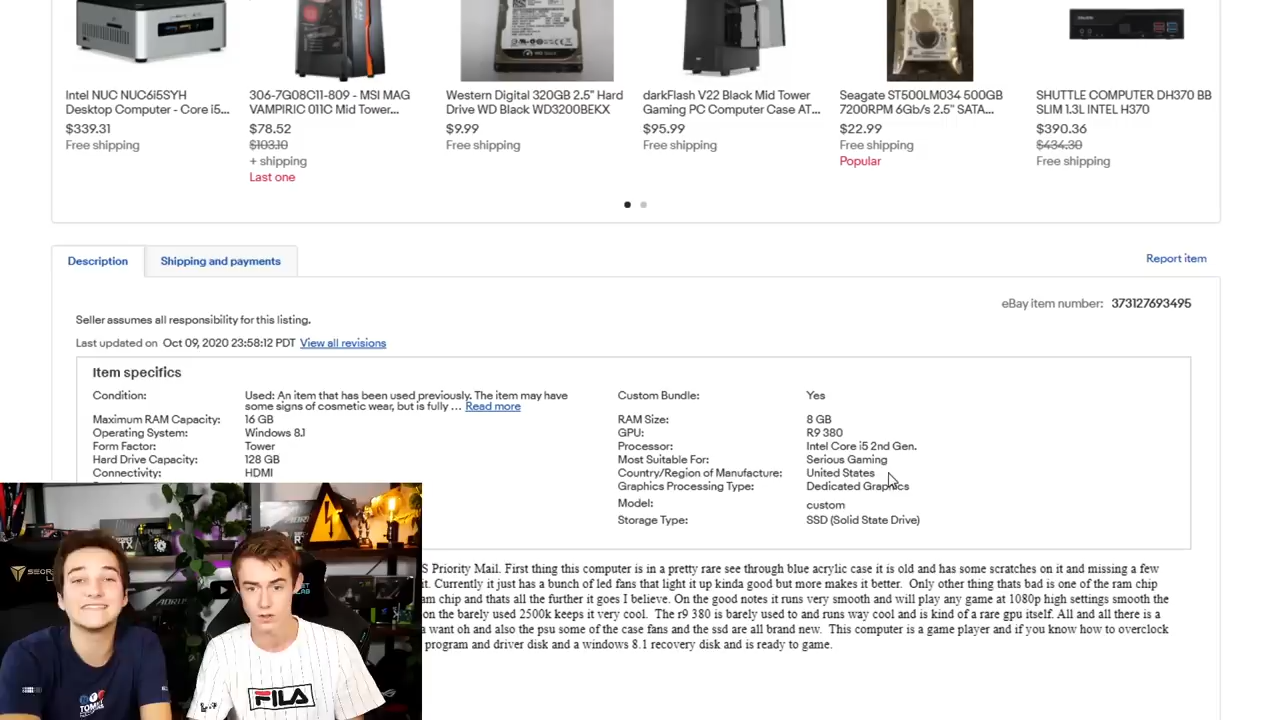 Intel NUC NUC6i5SYH
Desktop Computer - Core i5...
$339.31
Free shipping
306-7G08C11-809 - MSI MAG
VAMPIRIC 011C Mid Tower...
$78.52
$103.10
+ shipping
Last one
Western Digital 320GB 2.5" Hard
Drive WD Black WD3200BEKX
$9.99
Free shipping
darkFlash V22 Black Mid Tower
Gaming PC Computer Case AT...
$95.99
Free shipping
Seagate ST500LM034 500GB
7200RPM 6Gb/s 2.5" SATA...
$22.99
Free shipping
Popular
SHUTTLE COMPUTER DH370 BB
SLIM 1.3L INTEL H370
$390.36
$434.30
Free shipping
Description
Shipping and payments
Report item
eBay item number: 373127693495
Seller assumes all responsibility for this listing.
Last updated on Oct 09, 2020 23:58:12 PDT View all revisions
Item specifics
Condition: Used: An item that has been used previously. The item may have
some signs of cosmetic wear, but is fully ... Read more
Maximum RAM Capacity: 16 GB
Operating System: Windows 8.1
Form Factor: Tower
Hard Drive Capacity: 128 GB
Connectivity: HDMI
Custom Bundle: Yes
RAM Size: 8 GB
GPU: R9 380
Processor: Intel Core i5 2nd Gen.
Most Suitable For: Serious Gaming
Country/Region of Manufacture: United States
Graphics Processing Type: Dedicated Graphics
Model: custom
Storage Type: SSD (Solid State Drive)
S Priority Mail. First thing this computer is in a pretty rare see through blue acrylic case it is old and has some scratches on it and missing a few
it. Currently it just has a bunch of led fans that light it up kinda good but more makes it better. Only other thing thats bad is one of the ram chip
am chip and thats all the further it goes I believe. On the good notes it runs very smooth and will play any game at 1080p high settings smooth the
on the barely used 2500k keeps it very cool. The r9 380 is barely used to and runs way cool and is kind of a rare gpu itself. All and all there is a
a want oh and also the psu some of the case fans and the ssd are all brand new. This computer is a game player and if you know how to overclock
program and driver disk and a windows 8.1 recovery disk and is ready to game.
FILA